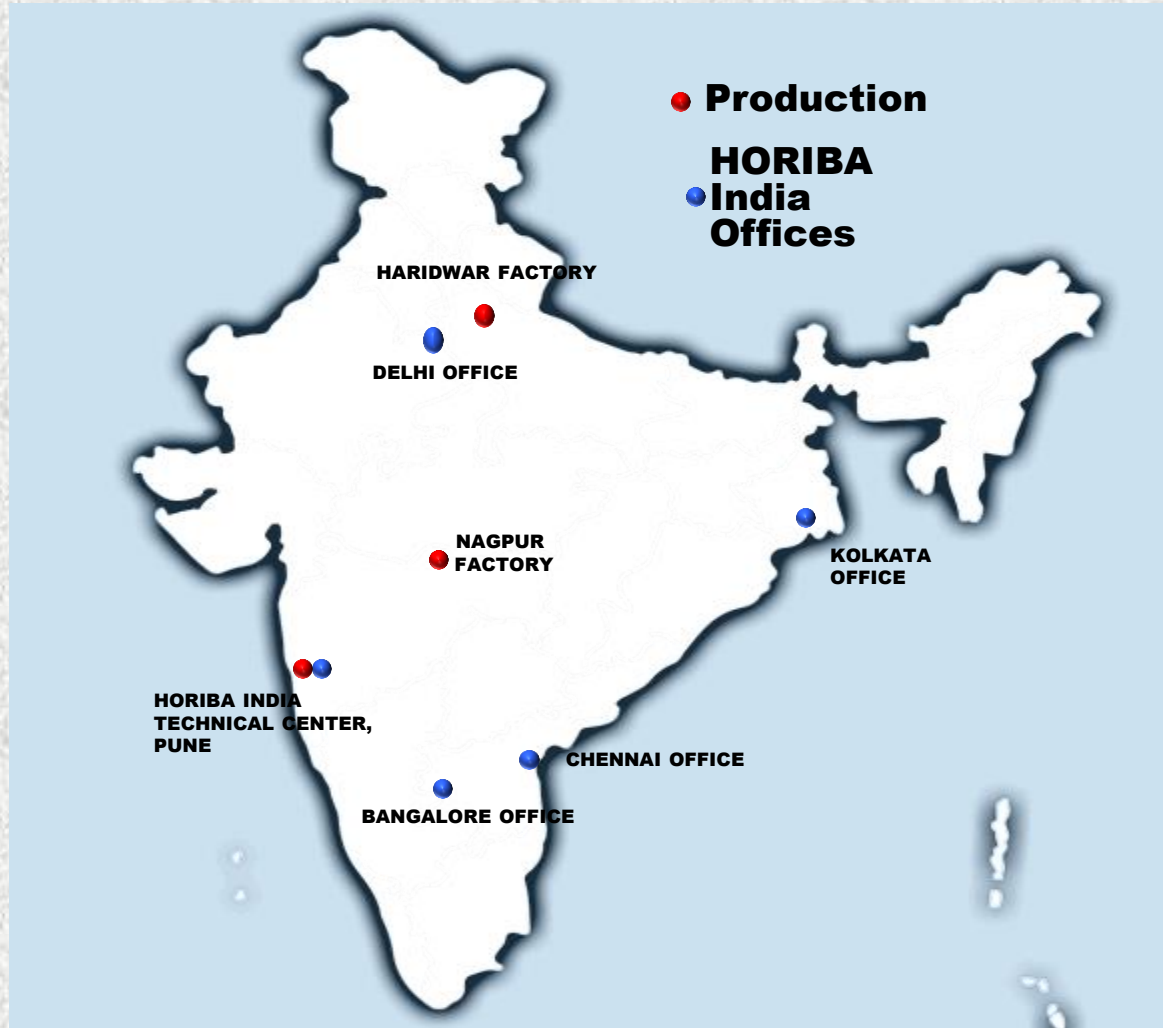 Production
HORIBA
India
Offices
HARIDWAR FACTORY
DELHI OFFICE
NAGPUR
FACTORY
KOLKATA
OFFICE
HORIBA INDIA
TECHNICAL CENTER,
PUNE
CHENNAI OFFICE
BANGALORE OFFICE